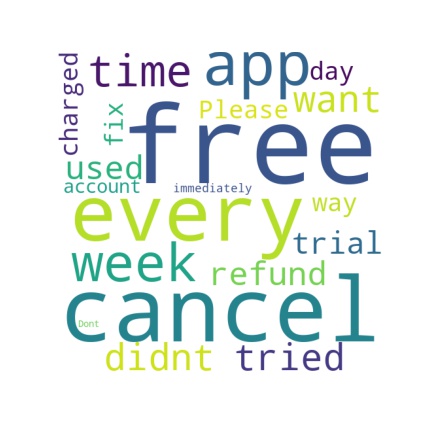 charged
time
app
day
fix
Please
want
free
used
account
immediately
every
way
trial
week
refund
cancel
Dont
didnt
tried